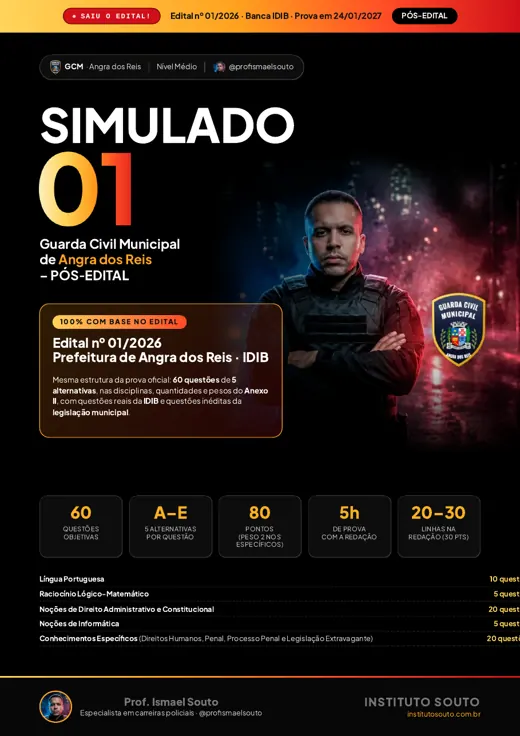 SAIU O EDITAL!
Edital nº 01/2026 · Banca IDIB · Prova em 24/01/2027
PÓS-EDITAL
GCM · Angra dos Reis
Nível Médio
@profismaelsouto
SIMULADO
01
Guarda Civil Municipal
de Angra dos Reis
– PÓS-EDITAL
GUARDA CIVIL
MUNICIPAL
ANGRA DOS REIS
100% COM BASE NO EDITAL
Edital nº 01/2026
Prefeitura de Angra dos Reis · IDIB
Mesma estrutura da prova oficial: 60 questões de 5
alternativas, nas disciplinas, quantidades e pesos do Anexo
II, com questões reais da IDIB e questões inéditas da
legislação municipal.
60
QUESTÕES
OBJETIVAS
A–E
5 ALTERNATIVAS
POR QUESTÃO
80
PONTOS
(PESO 2 NOS
ESPECÍFICOS)
5h
DE PROVA
COM A REDAÇÃO
20–30
LINHAS NA
REDAÇÃO (30 PTS)
Língua Portuguesa 10 quest
Raciocínio Lógico-Matemático 5 quest
Noções de Direito Administrativo e Constitucional 20 quest
Noções de Informática 5 quest
Conhecimentos Específicos (Direitos Humanos, Penal, Processo Penal e Legislação Extravagante) 20 questi
Prof. Ismael Souto
Especialista em carreiras policiais · @profismaelsouto
INSTITUTO SOUTO
institutosouto.com.br